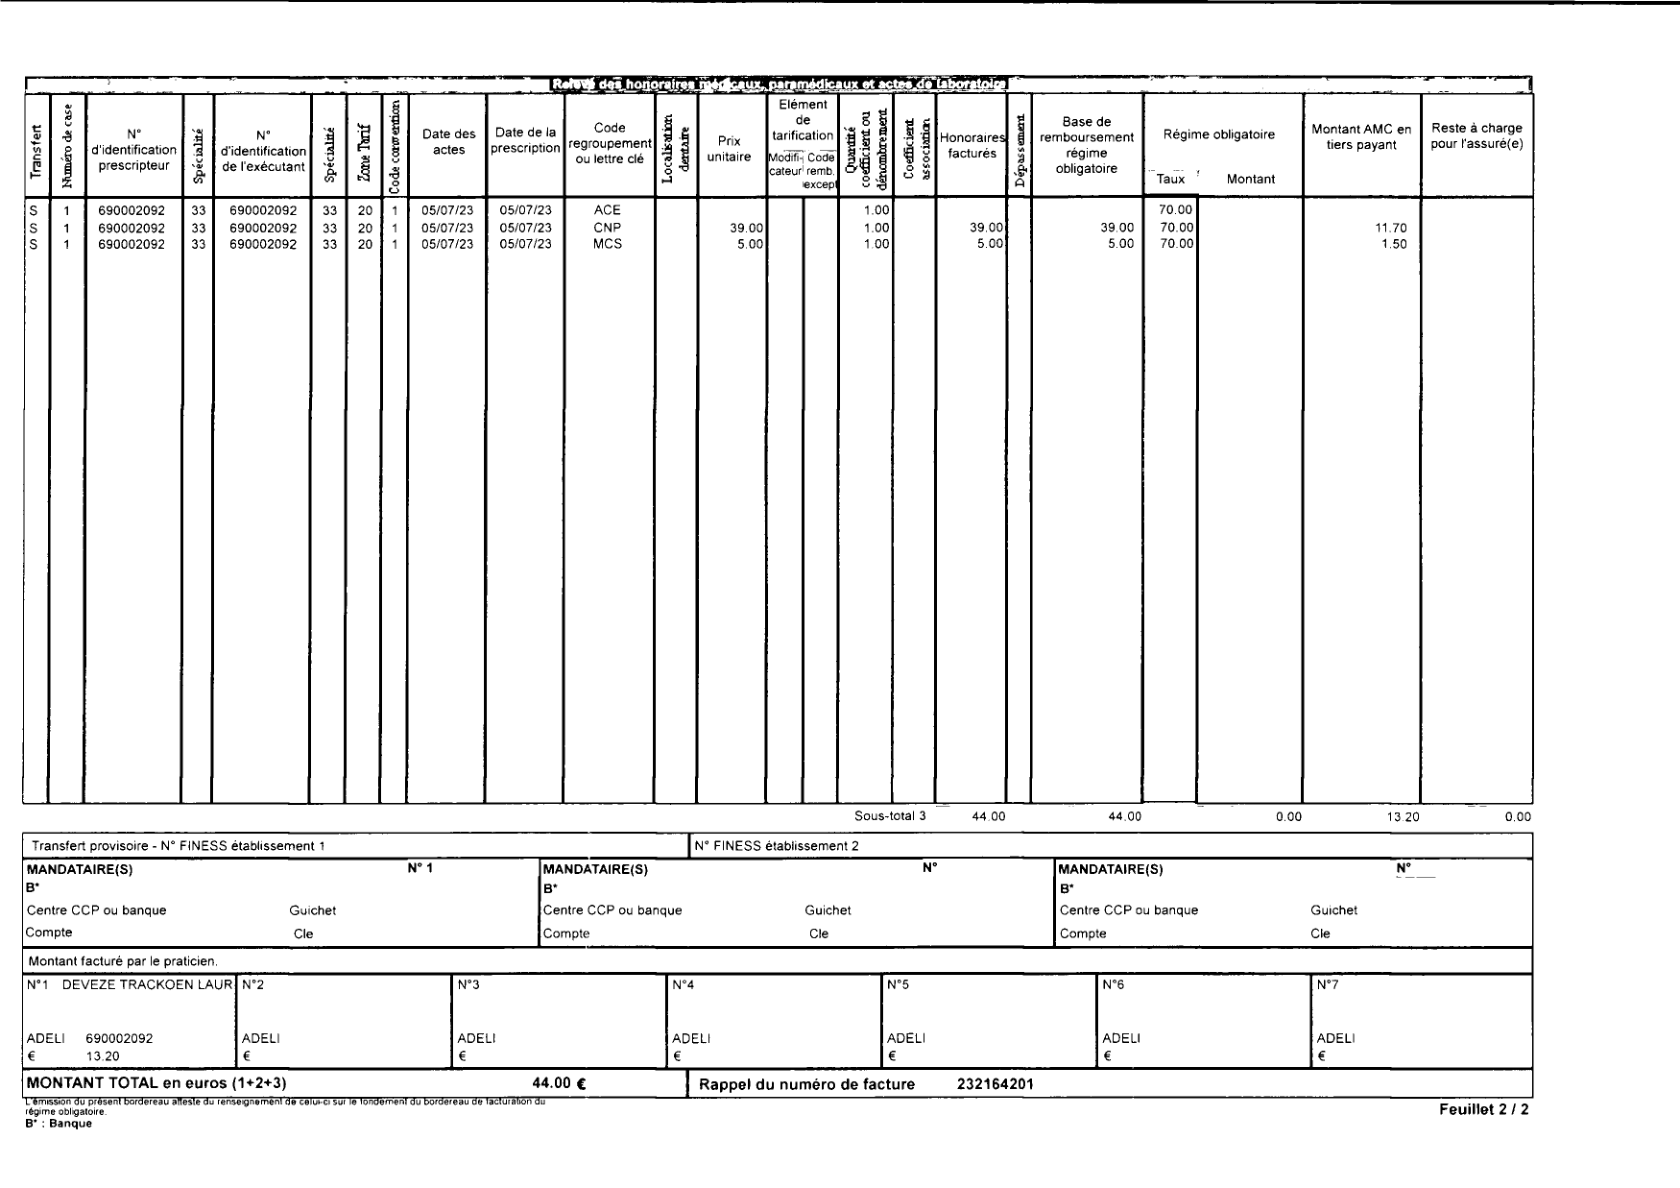 Relevé des honoraires médicaux, paramédicaux et actes de laboratoire
Transfert
Numéro de case
N° d'identification prescripteur
Spécialité
N° d'identification de l'exécutant
Spécialité
Zone Tarif
Code convention
Date des actes
Date de la prescription
Code regroupement ou lettre clé
Localisation dentaire
Prix unitaire
Elément de tarification
Modifi-cateur
Code remb. except
Quantité coefficient ou dénombrement
Coefficient association
Honoraires facturés
Dépassement
Base de remboursement régime obligatoire
Régime obligatoire
Taux
Montant
Montant AMC en tiers payant
Reste à charge pour l'assuré(e)
S 1 690002092 33 690002092 33 20 1 05/07/23 05/07/23 ACE 1.00 70.00
S 1 690002092 33 690002092 33 20 1 05/07/23 05/07/23 CNP 39.00 1.00 39.00 39.00 70.00 11.70
S 1 690002092 33 690002092 33 20 1 05/07/23 05/07/23 MCS 5.00 1.00 5.00 5.00 70.00 1.50
Sous-total 3 44.00 44.00 0.00 13.20 0.00
Transfert provisoire - N° FINESS établissement 1 N° FINESS établissement 2
MANDATAIRE(S) N° 1 MANDATAIRE(S) N° MANDATAIRE(S) N°
B* B* B*
Centre CCP ou banque Guichet Centre CCP ou banque Guichet Centre CCP ou banque Guichet
Compte Cle Compte Cle Compte Cle
Montant facturé par le praticien.
N°1 DEVEZE TRACKOEN LAUR N°2 N°3 N°4 N°5 N°6 N°7
ADELI 690002092 ADELI ADELI ADELI ADELI ADELI ADELI
€ 13.20 € € € € € €
MONTANT TOTAL en euros (1+2+3) 44.00 € Rappel du numéro de facture 232164201
L'émission du présent bordereau atteste du renseignement de celui-ci sur le fondement du bordereau de facturation du
régime obligatoire. Feuillet 2 / 2
B* : Banque